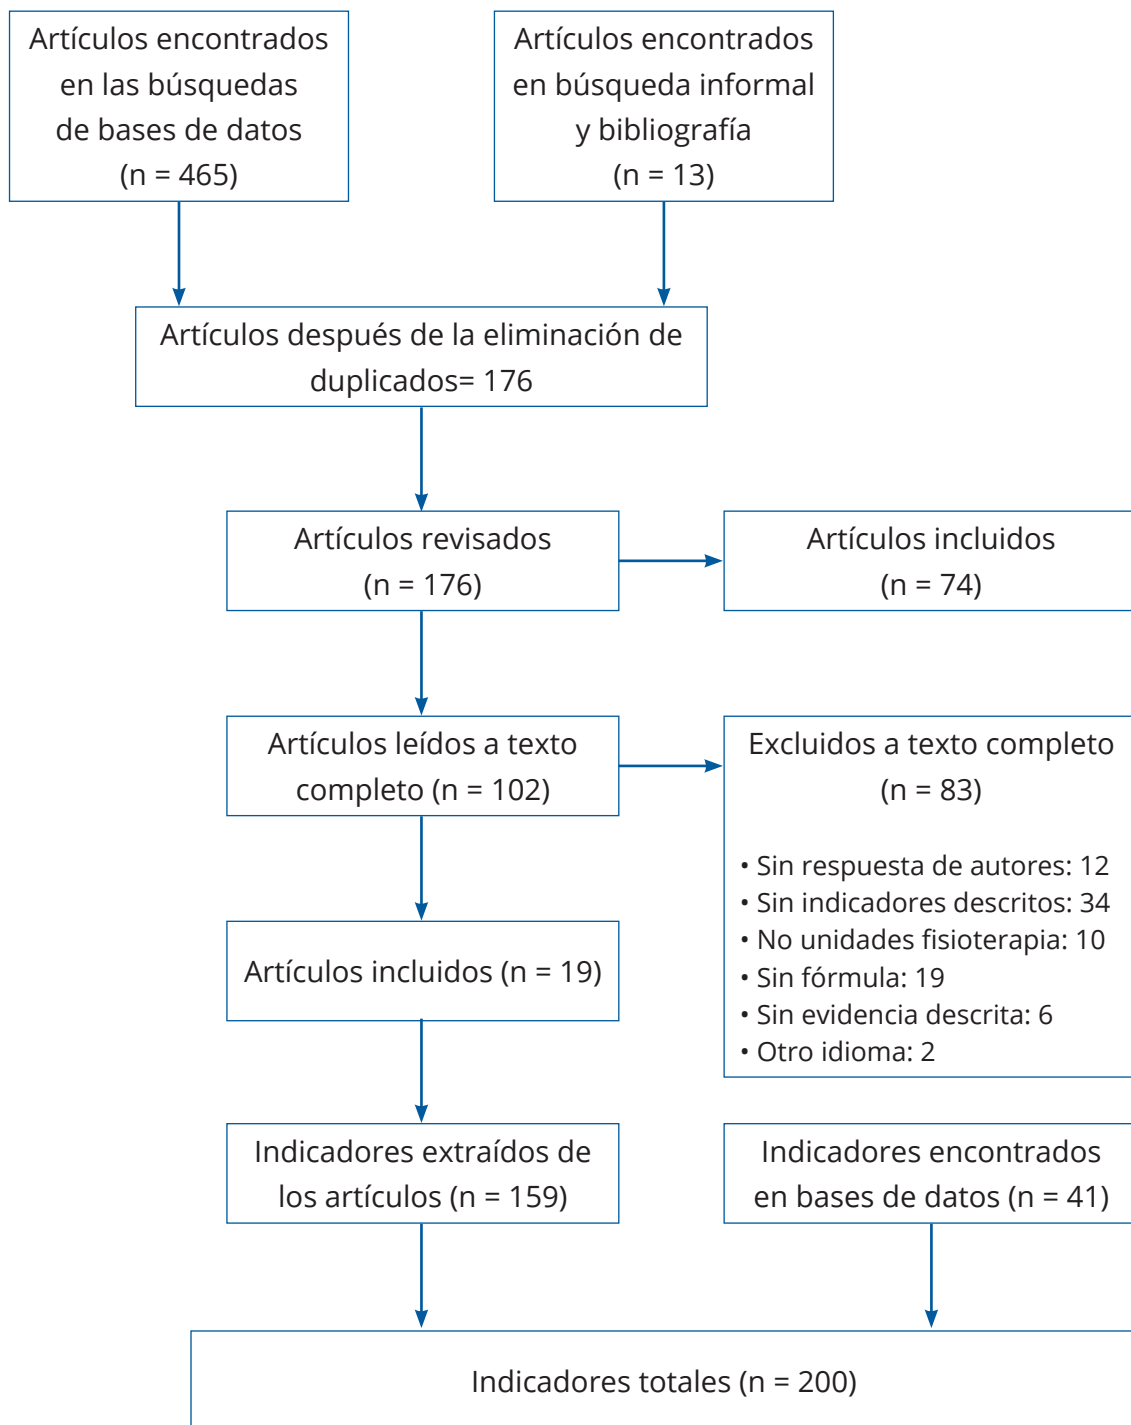 Artículos encontrados
en las búsquedas
de bases de datos
(n = 465)
Artículos encontrados
en búsqueda informal
y bibliografía
(n = 13)
Artículos después de la eliminación de
duplicados= 176
Artículos revisados
(n = 176)
Artículos incluidos
(n = 74)
Artículos leídos a texto
completo (n = 102)
Excluidos a texto completo
(n = 83)
• Sin respuesta de autores: 12
• Sin indicadores descritos: 34
• No unidades fisioterapia: 10
• Sin fórmula: 19
• Sin evidencia descrita: 6
• Otro idioma: 2
Artículos incluidos (n = 19)
Indicadores extraídos de
los artículos (n = 159)
Indicadores encontrados
en bases de datos (n = 41)
Indicadores totales (n = 200)